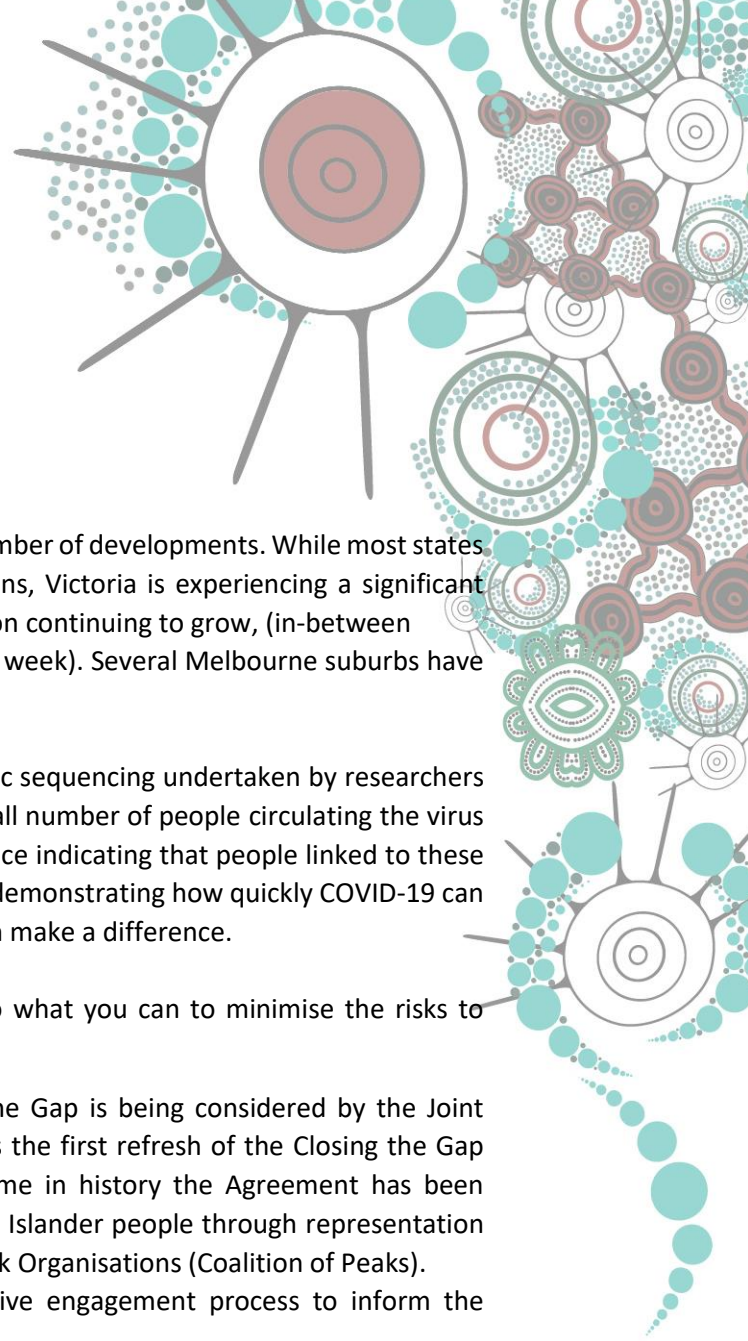 mber of developments. While most states
ns, Victoria is experiencing a significant
on continuing to grow, (in-between
week). Several Melbourne suburbs have
c sequencing undertaken by researchers
all number of people circulating the virus
ce indicating that people linked to these
demonstrating how quickly COVID-19 can
make a difference.
what you can to minimise the risks to
Gap is being considered by the Joint
the first refresh of the Closing the Gap
me in history the Agreement has been
Islander people through representation
k Organisations (Coalition of Peaks).
ive engagement process to inform the